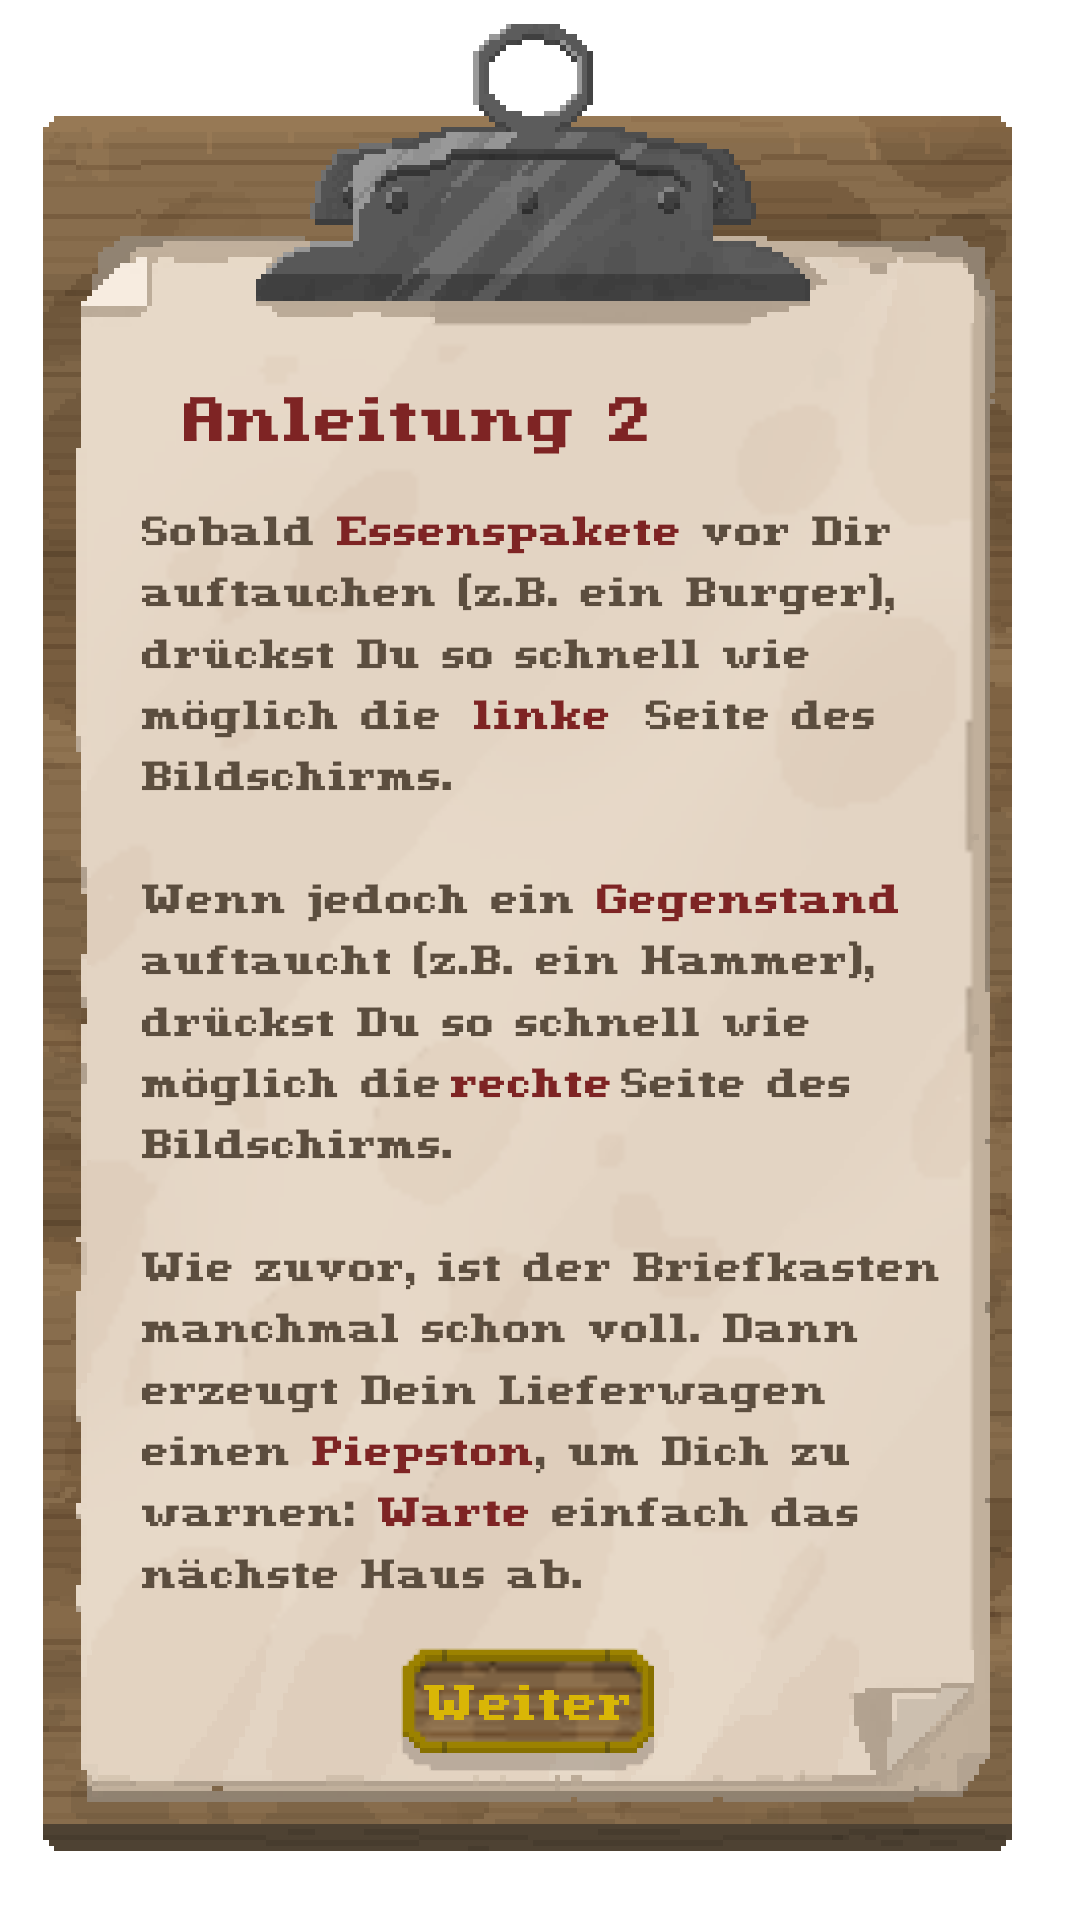 Anleitung 2
Sobald Essenspakete vor Dir
auftauchen (z.B. ein Burger),
drückst Du so schnell wie
möglich die linke Seite des
Bildschirms.
Wenn jedoch ein Gegenstand
auftaucht (z.B. ein Hammer),
drückst Du so schnell wie
möglich die rechte Seite des
Bildschirms.
Wie zuvor, ist der Briefkasten
manchmal schon voll. Dann
erzeugt Dein Lieferwagen
einen Piepston, um Dich zu
warnen: Warte einfach das
nächste Haus ab.
Weiter